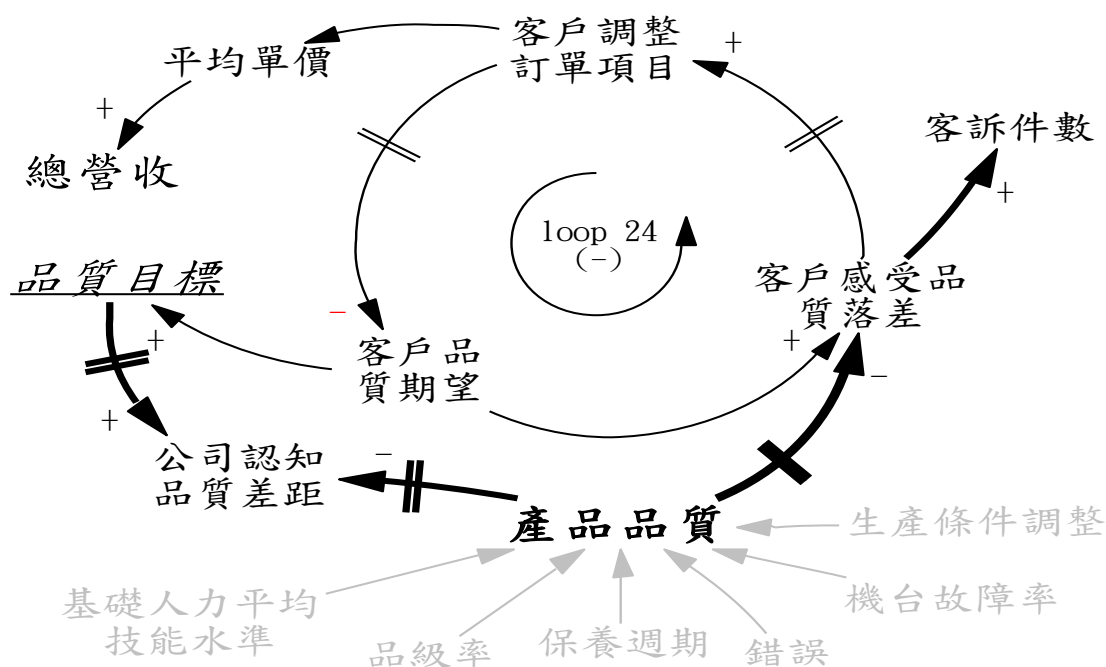 客戶調整
訂單項目
+
平均單價
+
客訴件數
總營收
+
loop 24
(-)
品質目標
客戶感受品
質落差
-
+
+
客戶品
質期望
-
+
公司認知
品質差距
-
產品品質
生產條件調整
基礎人力平均
技能水準
品級率
保養週期
錯誤
機台故障率